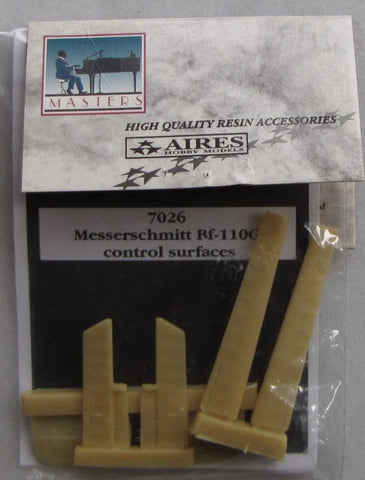 MASTERS
HIGH QUALITY RESIN ACCESSORIES
AIRES
HOBBY MODELS
7026
Messerschmitt Bf-110G
control surfaces